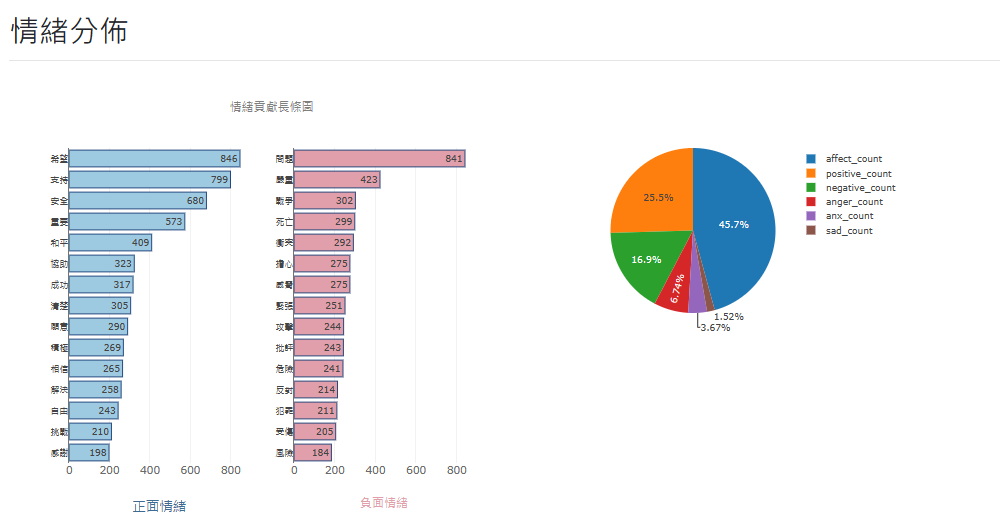 情緒分佈
情緒貢獻長條圖
希望 846
支持 799
安全 680
重要 573
和平 409
協助 323
成功 317
清楚 305
願意 290
積極 269
相信 265
解決 258
自由 243
挑戰 210
感謝 198
0 200 400 600 800
正面情緒
問題 841
嚴重 423
戰爭 302
死亡 299
衝突 292
擔心 275
威脅 275
緊張 251
攻擊 244
批評 243
危險 241
反對 214
犯罪 211
受傷 205
風險 184
0 200 400 600 800
負面情緒
45.7%
25.5%
16.9%
6.74%
3.67%
1.52%
affect_count
positive_count
negative_count
anger_count
anx_count
sad_count